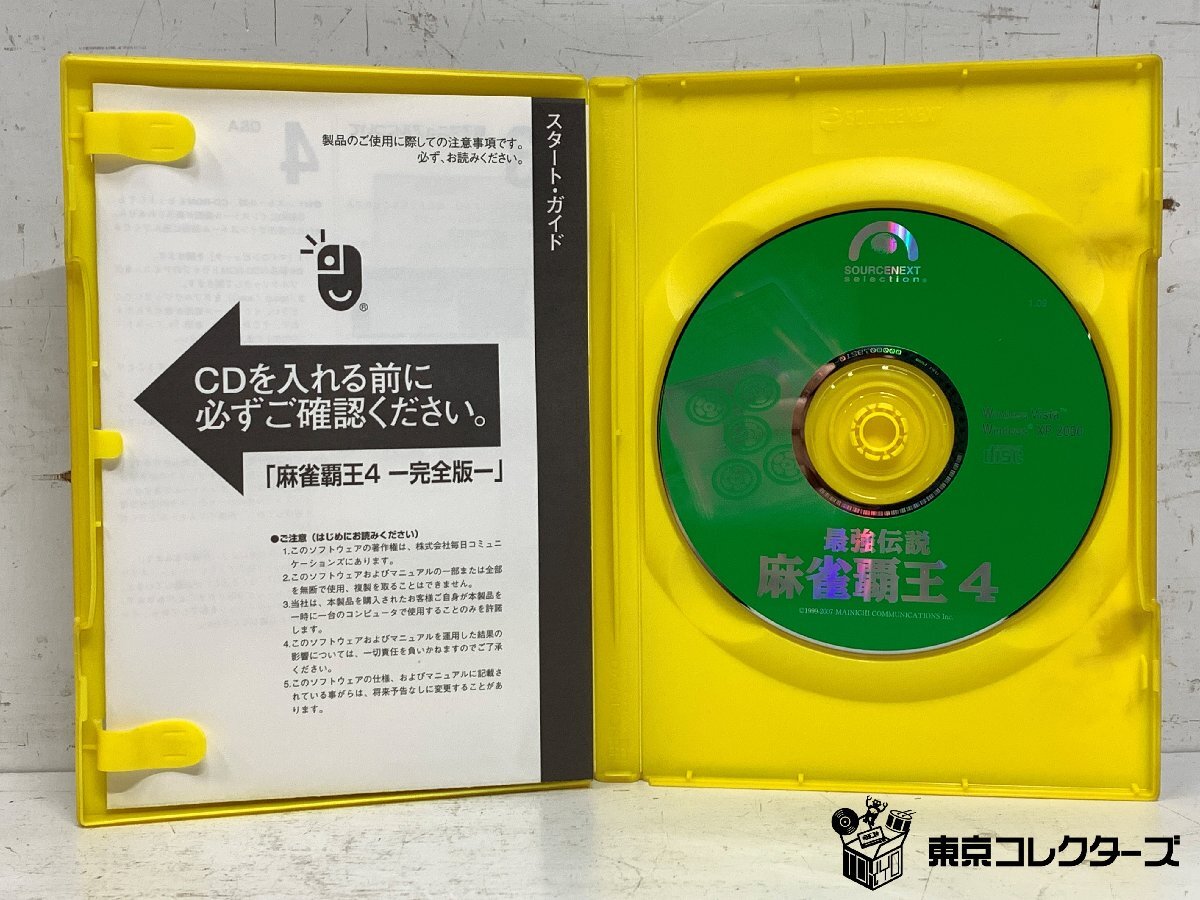 スタート・ガイド
製品のご使用に際しての注意事項です。
必ず、お読みください。
®
CDを入れる前に
必ずご確認ください。
「麻雀覇王4 ー完全版ー」
●ご注意（はじめにお読みください）
1.このソフトウェアの著作権は、株式会社毎日コミュニ
ケーションズにあります。
2.このソフトウェアおよびマニュアルの一部または全部
を無断で使用、複製を取ることはできません。
3.当社は、本製品を購入されたお客様ご自身が本製品を
一時に一台のコンピュータで使用することのみを許諾
します。
4.このソフトウェアおよびマニュアルを運用した結果の
影響については、一切責任を負いかねますのでご了承
ください。
5.このソフトウェアの仕様、およびマニュアルに記載さ
れている事がらは、将来予告なしに変更することがあ
ります。
SOURCENEXT
selection®
Windows Vista™
Windows® XP 2000
disc
最強伝説
麻雀覇王 4
©1999-2007 MAINICHI COMMUNICATIONS Inc.
TOKYO
東京コレクターズ